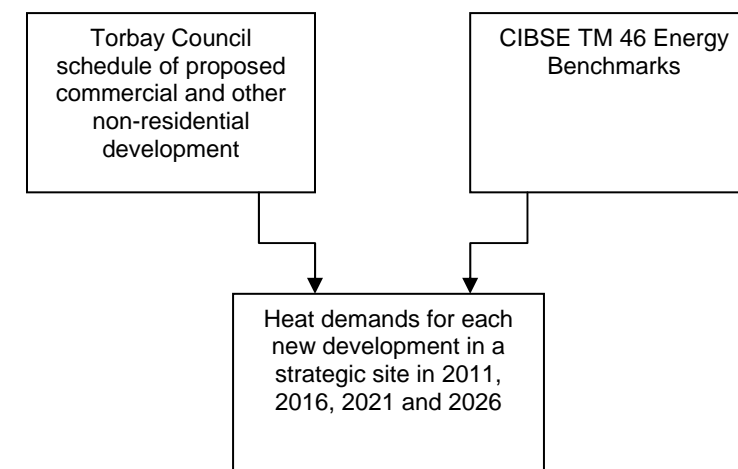 Torbay Council
schedule of proposed
commercial and other
non-residential
development
CIBSE TM 46 Energy
Benchmarks
Heat demands for each
new development in a
strategic site in 2011,
2016, 2021 and 2026